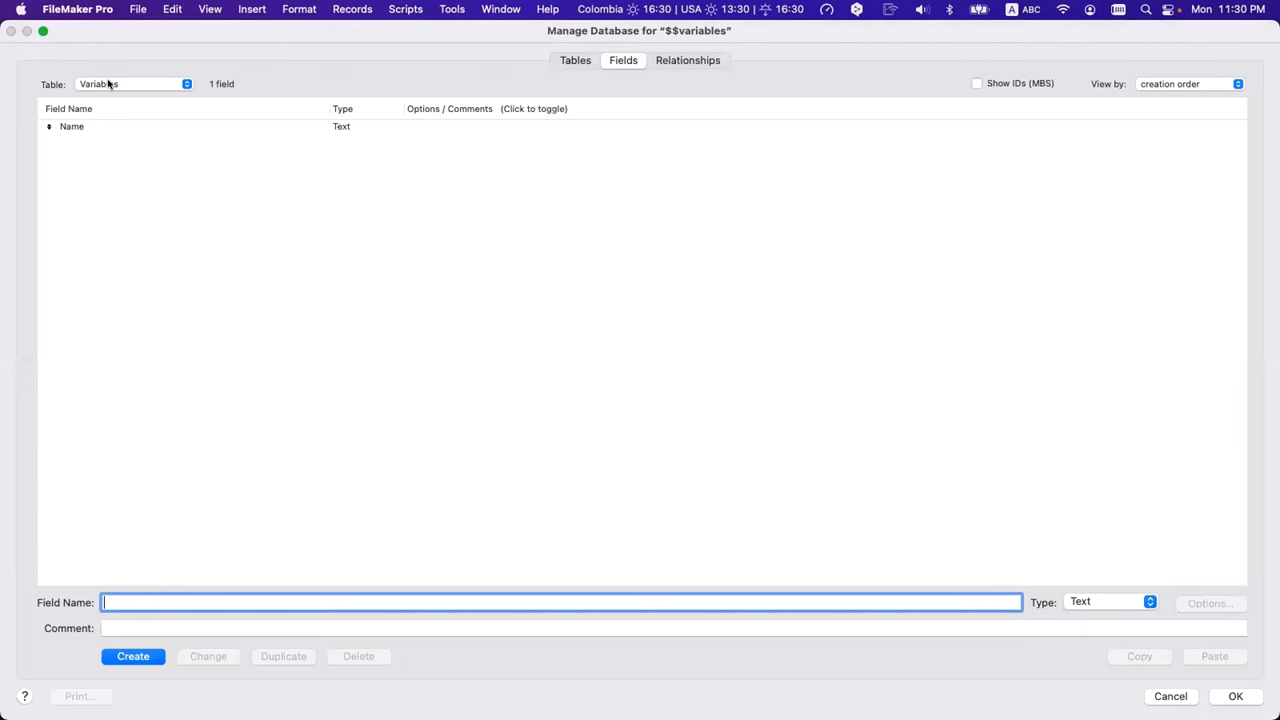 FileMaker Pro File Edit View Insert Format Records Scripts Tools Window Help Colombia 16:30 | USA 13:30 | 16:30 A ABC Mon 11:30 PM
Manage Database for “$$variables”
Tables Fields Relationships
Table: Variables 1 field Show IDs (MBS) View by: creation order
Field Name Type Options / Comments (Click to toggle)
Name Text
Field Name: Type: Text Options...
Comment:
Create Change Duplicate Delete Copy Paste
? Print... Cancel OK